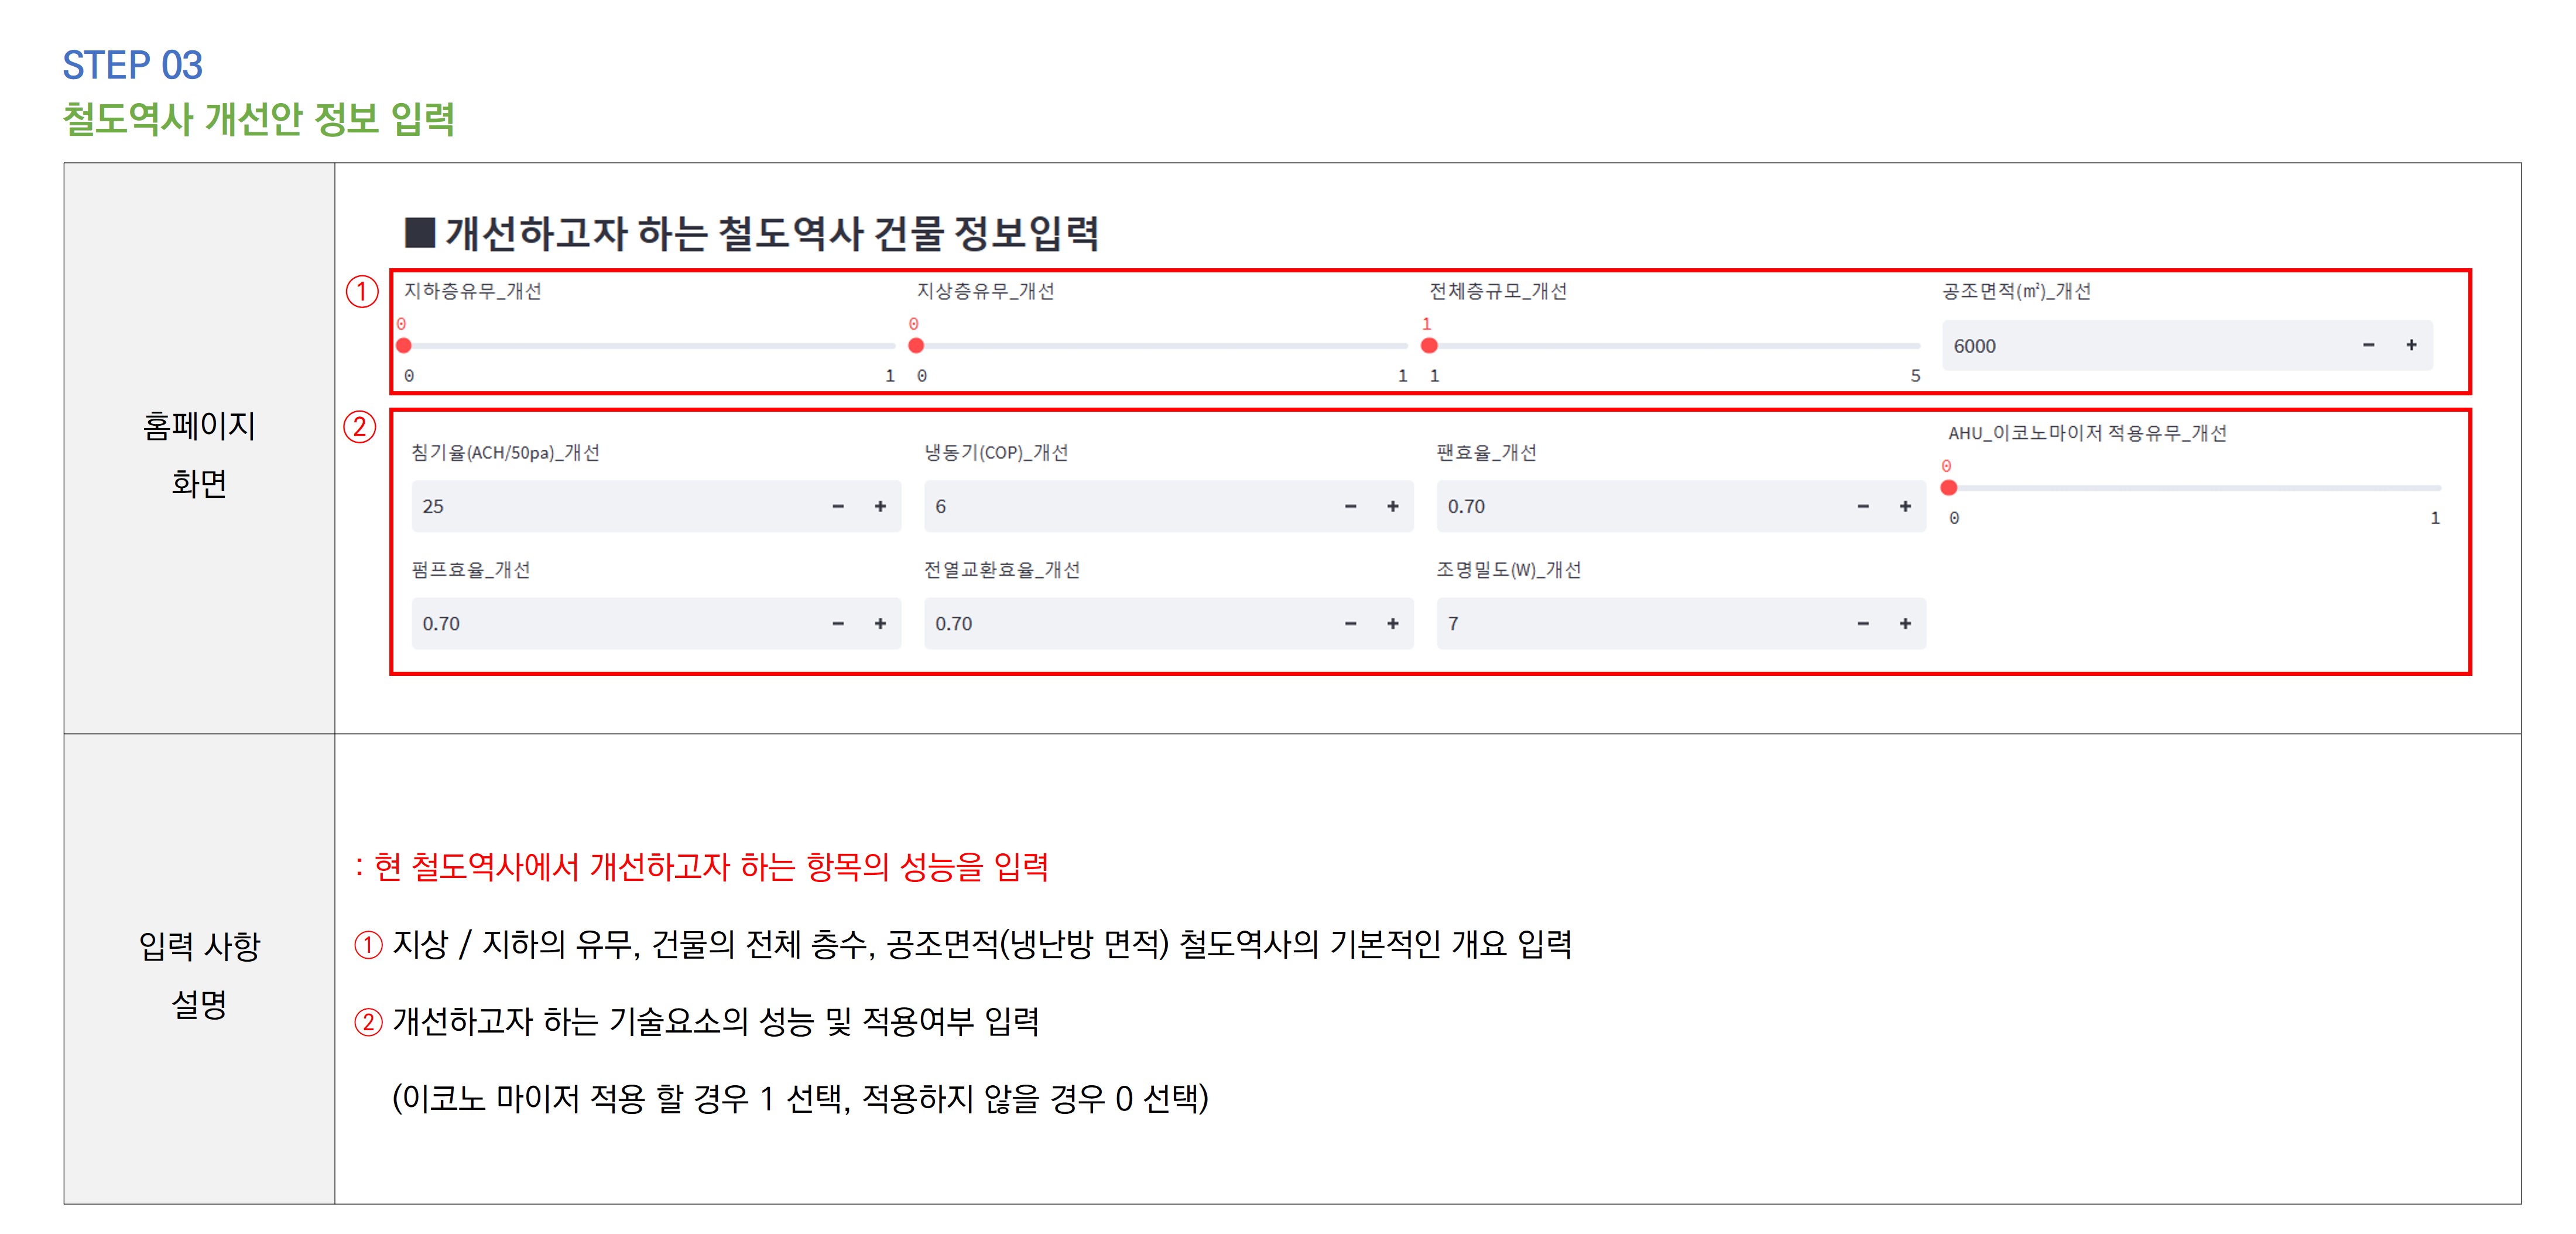 STEP 03
철도역사 개선안 정보 입력
홈페이지
화면
■ 개선하고자 하는 철도역사 건물 정보입력
①
지하층유무_개선
지상층유무_개선
전체층규모_개선
공조면적(㎡)_개선
0
0
1
6000
− +
0 1
0 1
1 5
②
침기율(ACH/50pa)_개선
냉동기(COP)_개선
팬효율_개선
AHU_이코노마이저 적용유무_개선
25 − +
6 − +
0.70 − +
0
0 1
펌프효율_개선
전열교환효율_개선
조명밀도(W)_개선
0.70 − +
0.70 − +
7 − +
입력 사항
설명
: 현 철도역사에서 개선하고자 하는 항목의 성능을 입력
① 지상 / 지하의 유무, 건물의 전체 층수, 공조면적(냉난방 면적) 철도역사의 기본적인 개요 입력
② 개선하고자 하는 기술요소의 성능 및 적용여부 입력
(이코노 마이저 적용 할 경우 1 선택, 적용하지 않을 경우 0 선택)